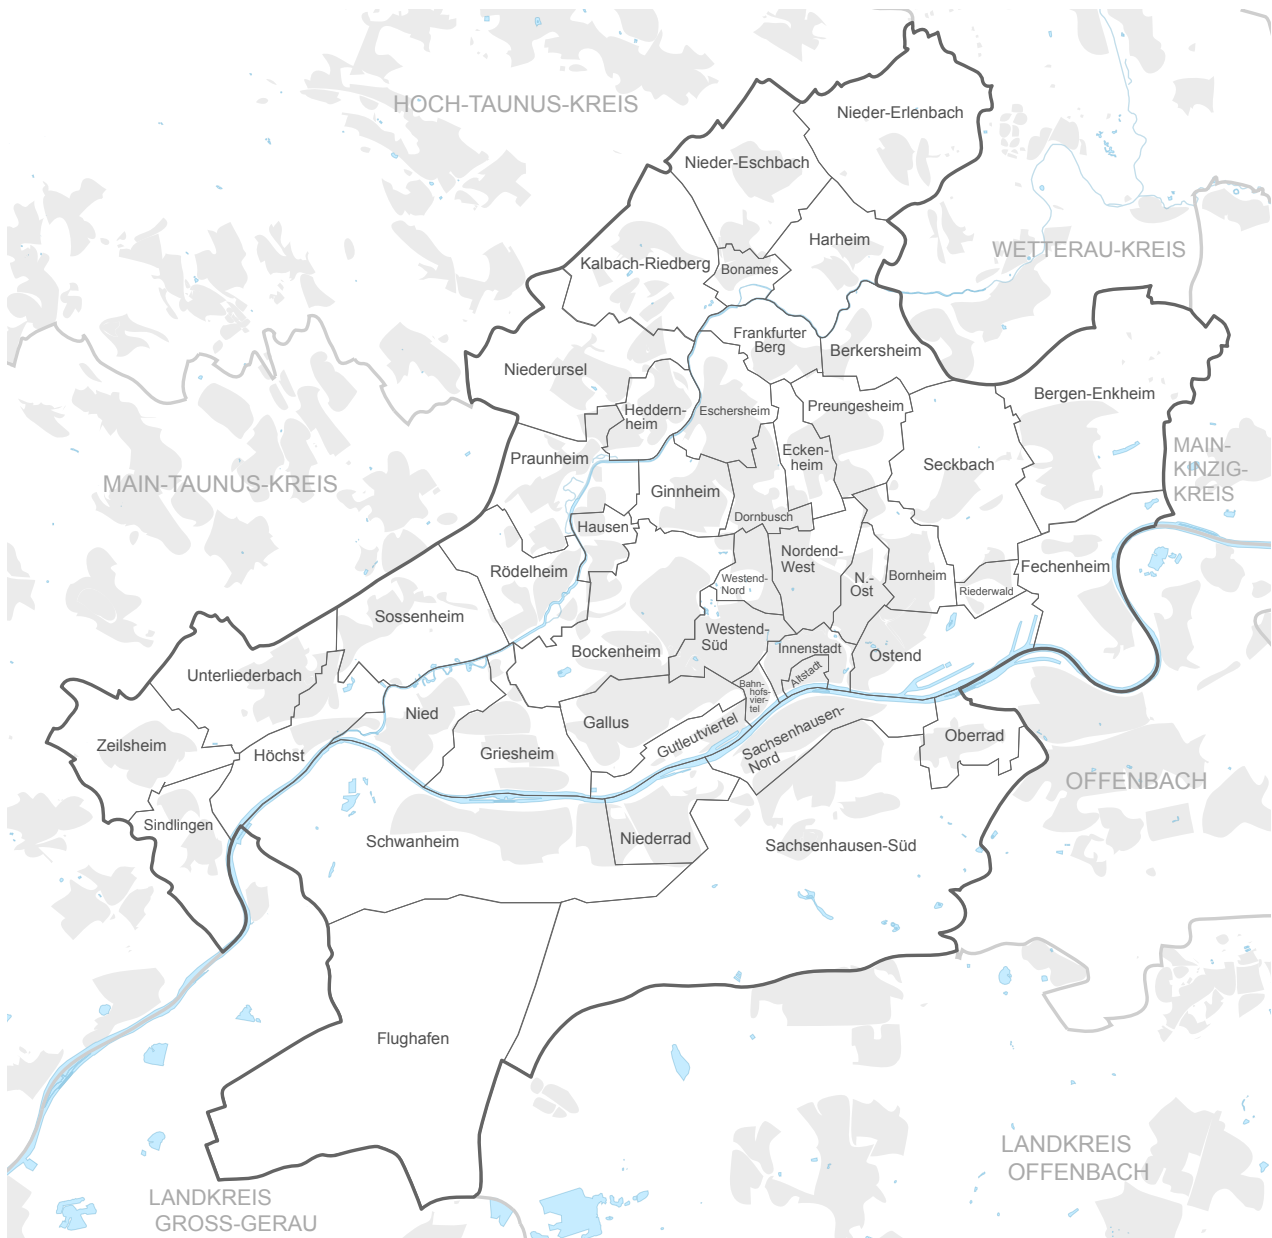 HOCH-TAUNUS-KREIS
Nieder-Erlenbach
Nieder-Eschbach
Harheim
WETTERAU-KREIS
Kalbach-Riedberg
Bonames
Frankfurter
Berg
Berkersheim
Niederursel
Heddern-
heim
Eschersheim
Preungesheim
Bergen-Enkheim
Praunheim
Ecken-
heim
Seckbach
MAIN-
KINZIG-
KREIS
MAIN-TAUNUS-KREIS
Ginnheim
Dornbusch
Hausen
Nordend-
West
Rödelheim
Westend-
Nord
N.-
Ost
Bornheim
Riederwald
Fechenheim
Sossenheim
Westend-
Süd
Innenstadt
Ostend
Bockenheim
Unterliederbach
Altstadt
Bahn-
hofs-
vier-
tel
Zeilsheim
Höchst
Nied
Griesheim
Gallus
Gutleutviertel
Sachsenhausen-
Nord
Oberrad
OFFENBACH
Sindlingen
Schwanheim
Niederrad
Sachsenhausen-Süd
Flughafen
LANDKREIS
OFFENBACH
LANDKREIS
GROSS-GERAU